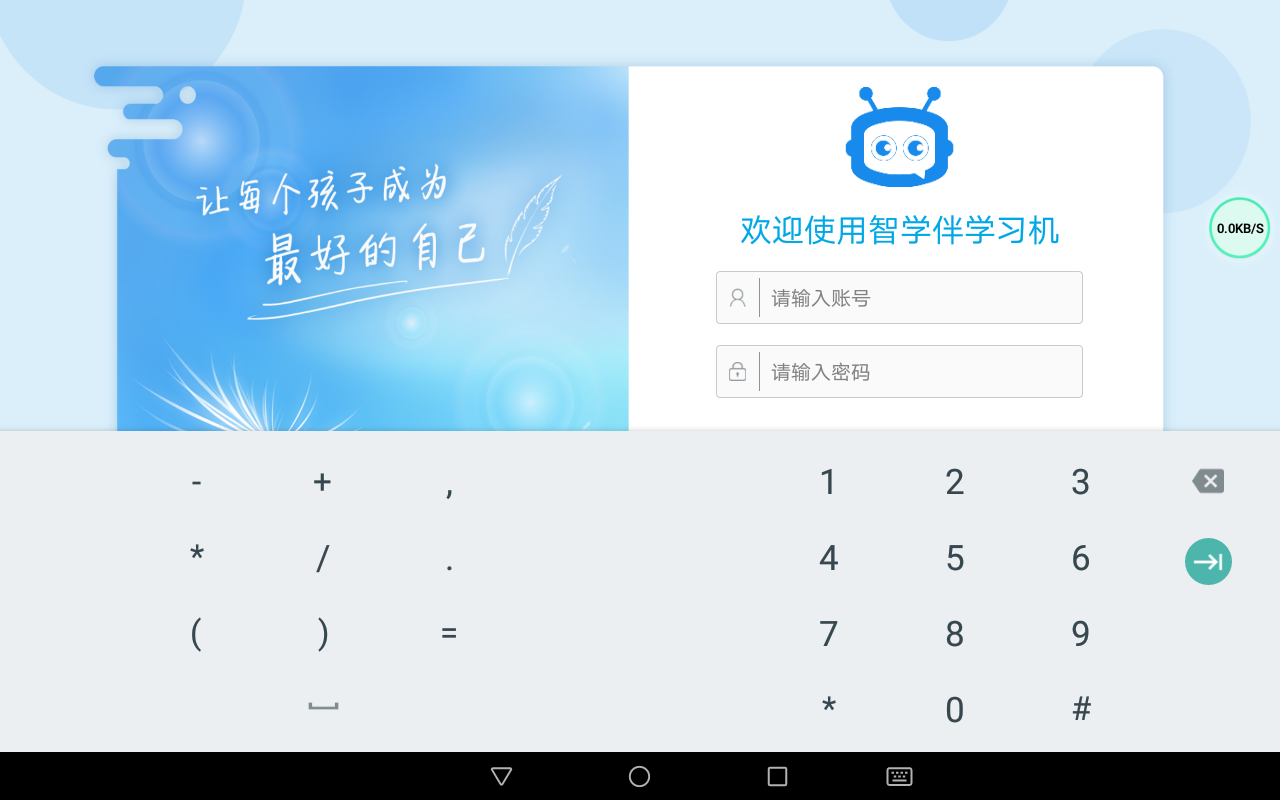 让每个孩子成为
最好的自己
欢迎使用智学伴学习机
0.0KB/S
请输入账号
请输入密码
- + , 1 2 3
* / . 4 5 6
( ) = 7 8 9
* 0 #